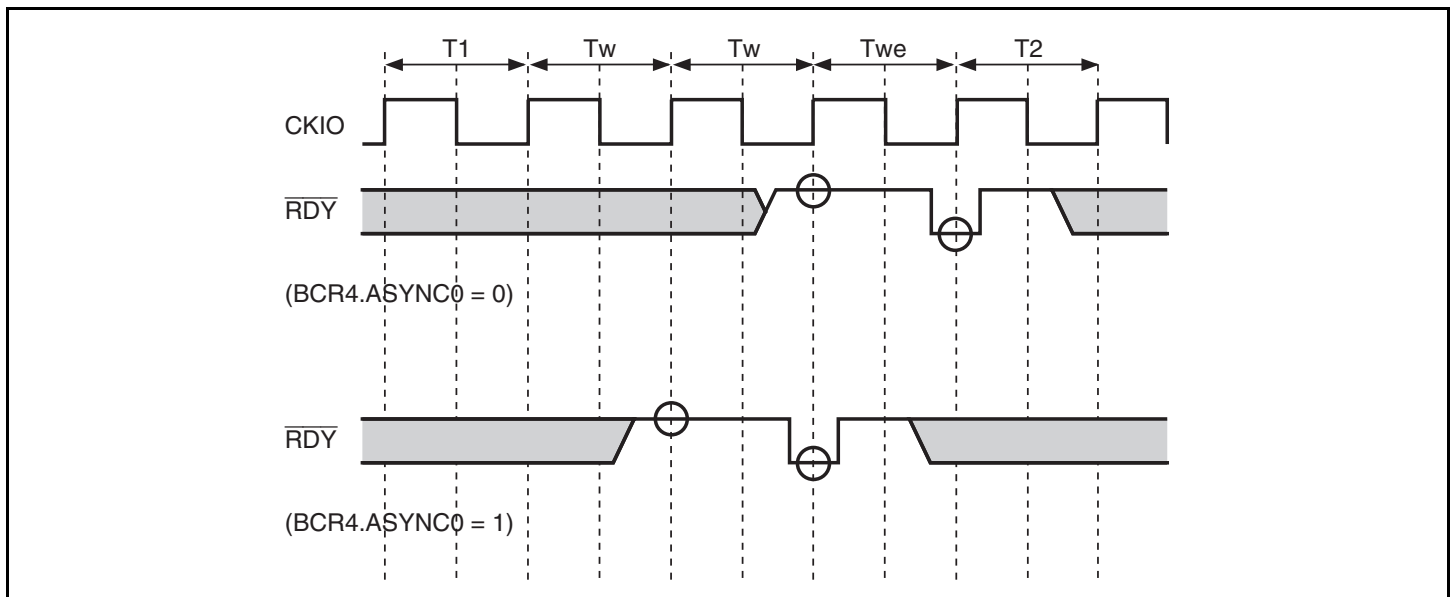 T1 Tw Tw Twe T2
CKIO
RDY
(BCR4.ASYNC0 = 0)
RDY
(BCR4.ASYNC0 = 1)